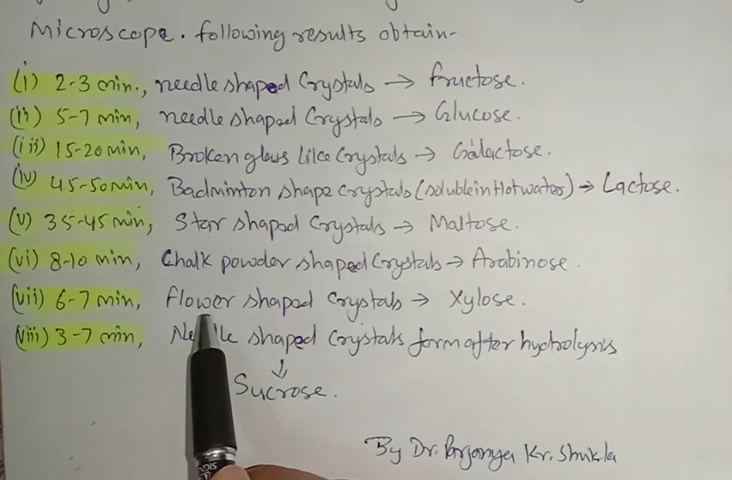 Microscope. following results obtain-
(i) 2-3 min., needle shaped Crystals → fructose.
(ii) 5-7 min, needle shaped Crystals → Glucose.
(iii) 15-20 min, Broken glass like Crystals → Galactose.
(iv) 45-50 min, Badminton shape crystals (soluble in Hot water) → Lactose.
(v) 35-45 min, Star shaped Crystals → Maltose.
(vi) 8-10 min, Chalk powder shaped Crystals → Arabinose.
(vii) 6-7 min, flower shaped Crystals → Xylose.
(viii) 3-7 min, Needle shaped Crystals form after hydrolysis
↓
Sucrose.
By Dr. Parjanya Kr. Shukla